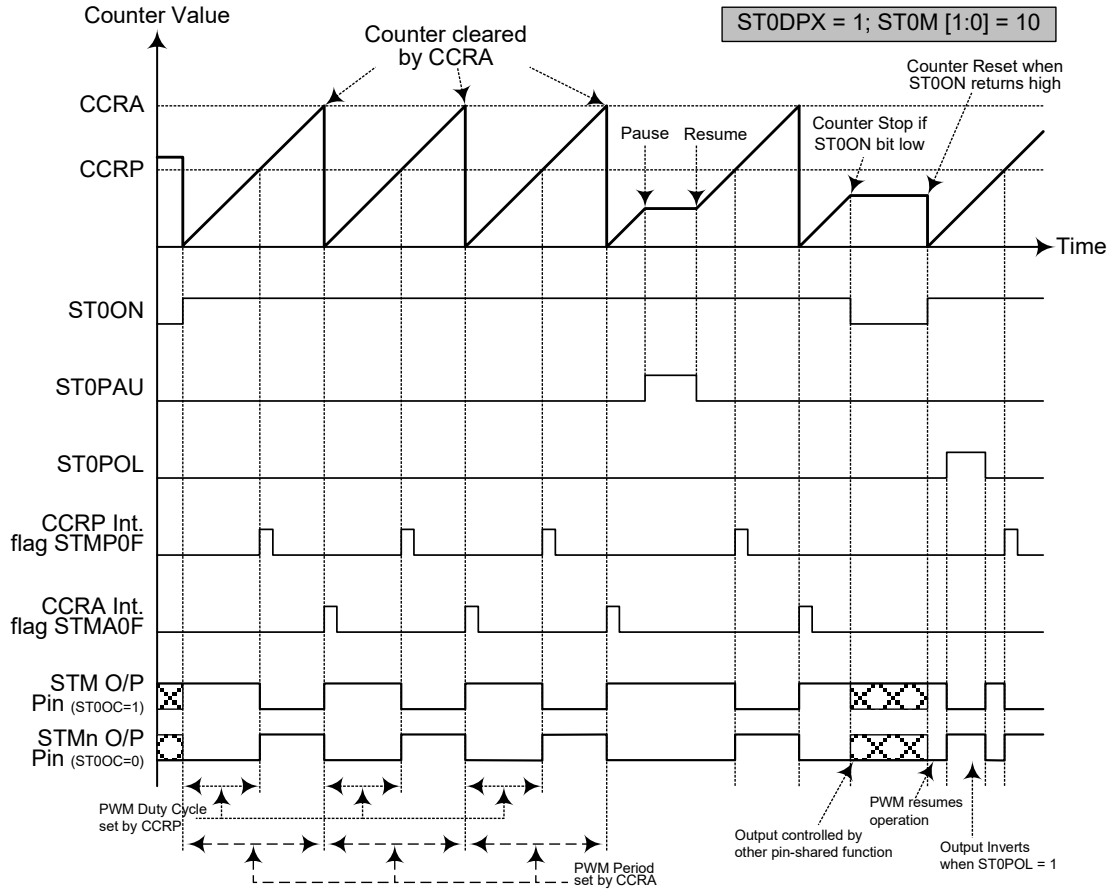 Counter Value
ST0DPX = 1; ST0M [1:0] = 10
Counter cleared
by CCRA
Counter Reset when
ST0ON returns high
CCRA
Pause
Resume
Counter Stop if
ST0ON bit low
CCRP
Time
ST0ON
ST0PAU
ST0POL
CCRP Int.
flag STMP0F
CCRA Int.
flag STMA0F
STM O/P
Pin (ST0OC=1)
STMn O/P
Pin (ST0OC=0)
PWM Duty Cycle
set by CCRP
PWM resumes
operation
Output controlled by
other pin-shared function
Output Inverts
when ST0POL = 1
PWM Period
set by CCRA